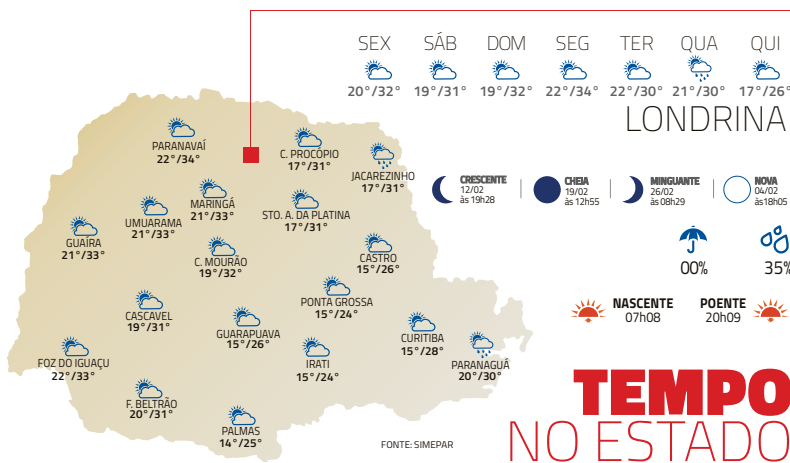 SEX SÁB DOM SEG TER QUA QUI
20°/32° 19°/31° 19°/32° 22°/34° 22°/30° 21°/30° 17°/26°
LONDRINA
PARANAVAÍ
22°/34°
C. PROCÓPIO
17°/31°
JACAREZINHO
17°/31°
MARINGÁ
21°/33°
UMUARAMA
21°/33°
STO. A. DA PLATINA
17°/31°
GUAÍRA
21°/33°
C. MOURÃO
19°/32°
CASTRO
15°/26°
PONTA GROSSA
15°/24°
CASCAVEL
19°/31°
GUARAPUAVA
15°/26°
CURITIBA
15°/28°
FOZ DO IGUAÇU
22°/33°
IRATI
15°/24°
PARANAGUÁ
20°/30°
F. BELTRÃO
20°/31°
PALMAS
14°/25°
CRESCENTE
12/02
às 19h28
CHEIA
19/02
às 12h55
MINGUANTE
26/02
às 08h29
NOVA
04/02
às18h05
00% 35%
NASCENTE
07h08
POENTE
20h09
TEMPO
NO ESTADO
FONTE: SIMEPAR